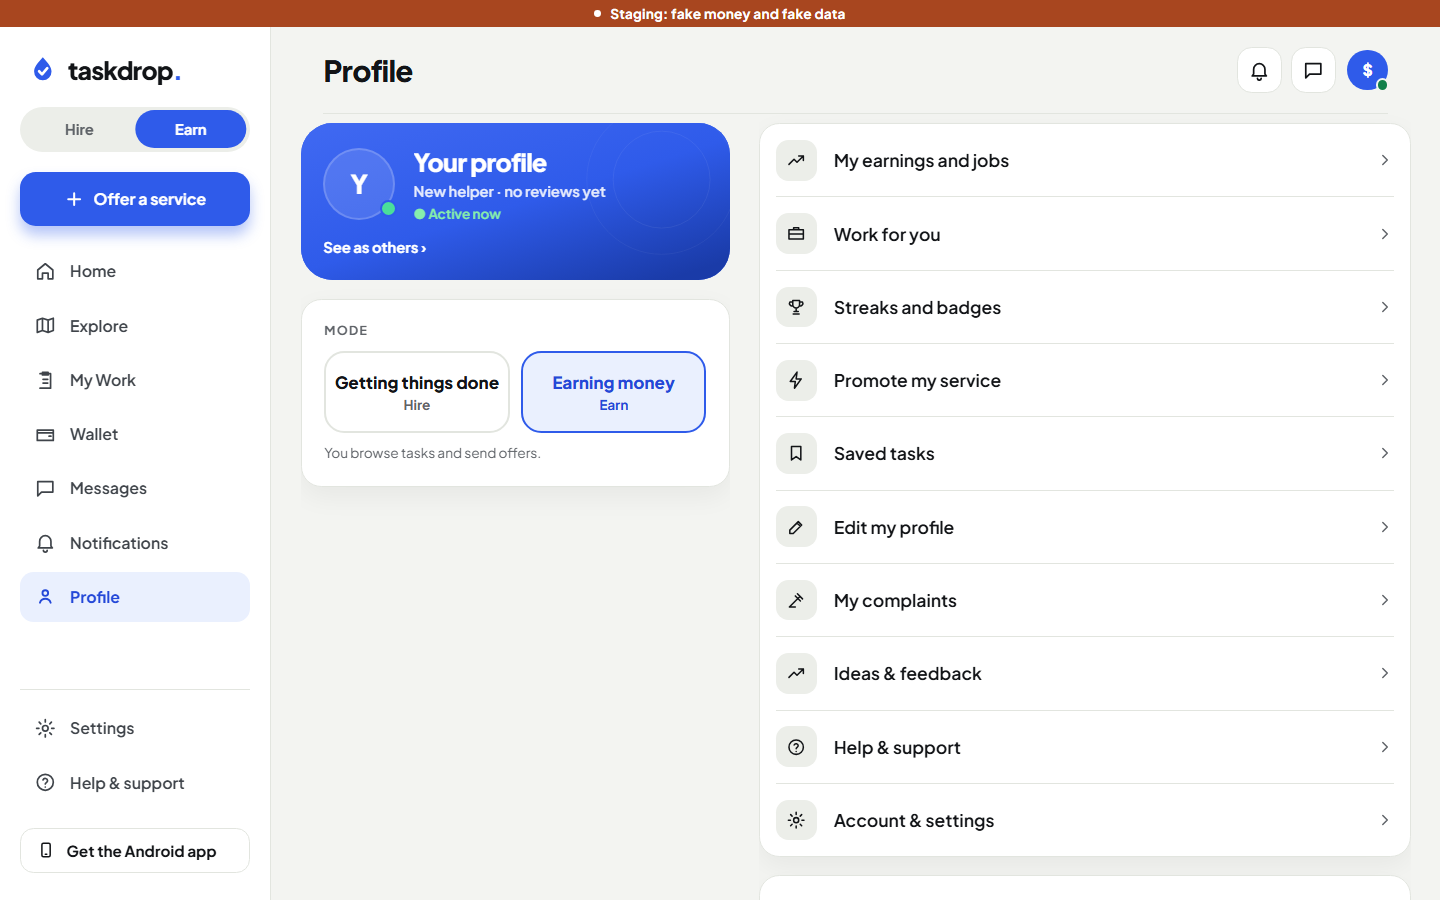 Staging: fake money and fake data
taskdrop.
Hire
Earn
Offer a service
Home
Explore
My Work
Wallet
Messages
Notifications
Profile
Settings
Help & support
Get the Android app
Profile
$
Y
Your profile
New helper · no reviews yet
Active now
See as others ›
MODE
Getting things done
Hire
Earning money
Earn
You browse tasks and send offers.
My earnings and jobs
Work for you
Streaks and badges
Promote my service
Saved tasks
Edit my profile
My complaints
Ideas & feedback
Help & support
Account & settings